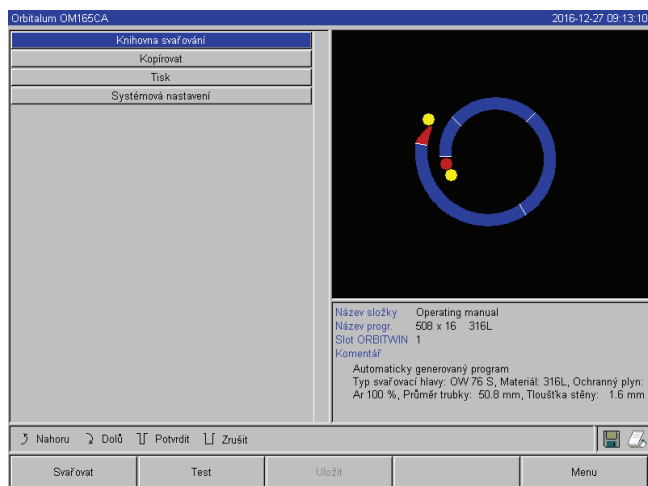 Orbitalum OM165CA 2016-12-27 09:13:10
Knihovna svařování
Kopírovat
Tisk
Systémová nastavení
Název složky Operating manual
Název progr. 508 x 16 316L
Slot ORBITWIN 1
Komentář
Automaticky generovaný program
Typ svařovací hlavy: OW 76 S, Materiál: 316L, Ochranný plyn:
Ar 100 %, Průměr trubky: 50.8 mm, Tloušťka stěny: 1.6 mm
Nahoru Dolů Potvrdit Zrušit
Svařovat Test Uložit Menu